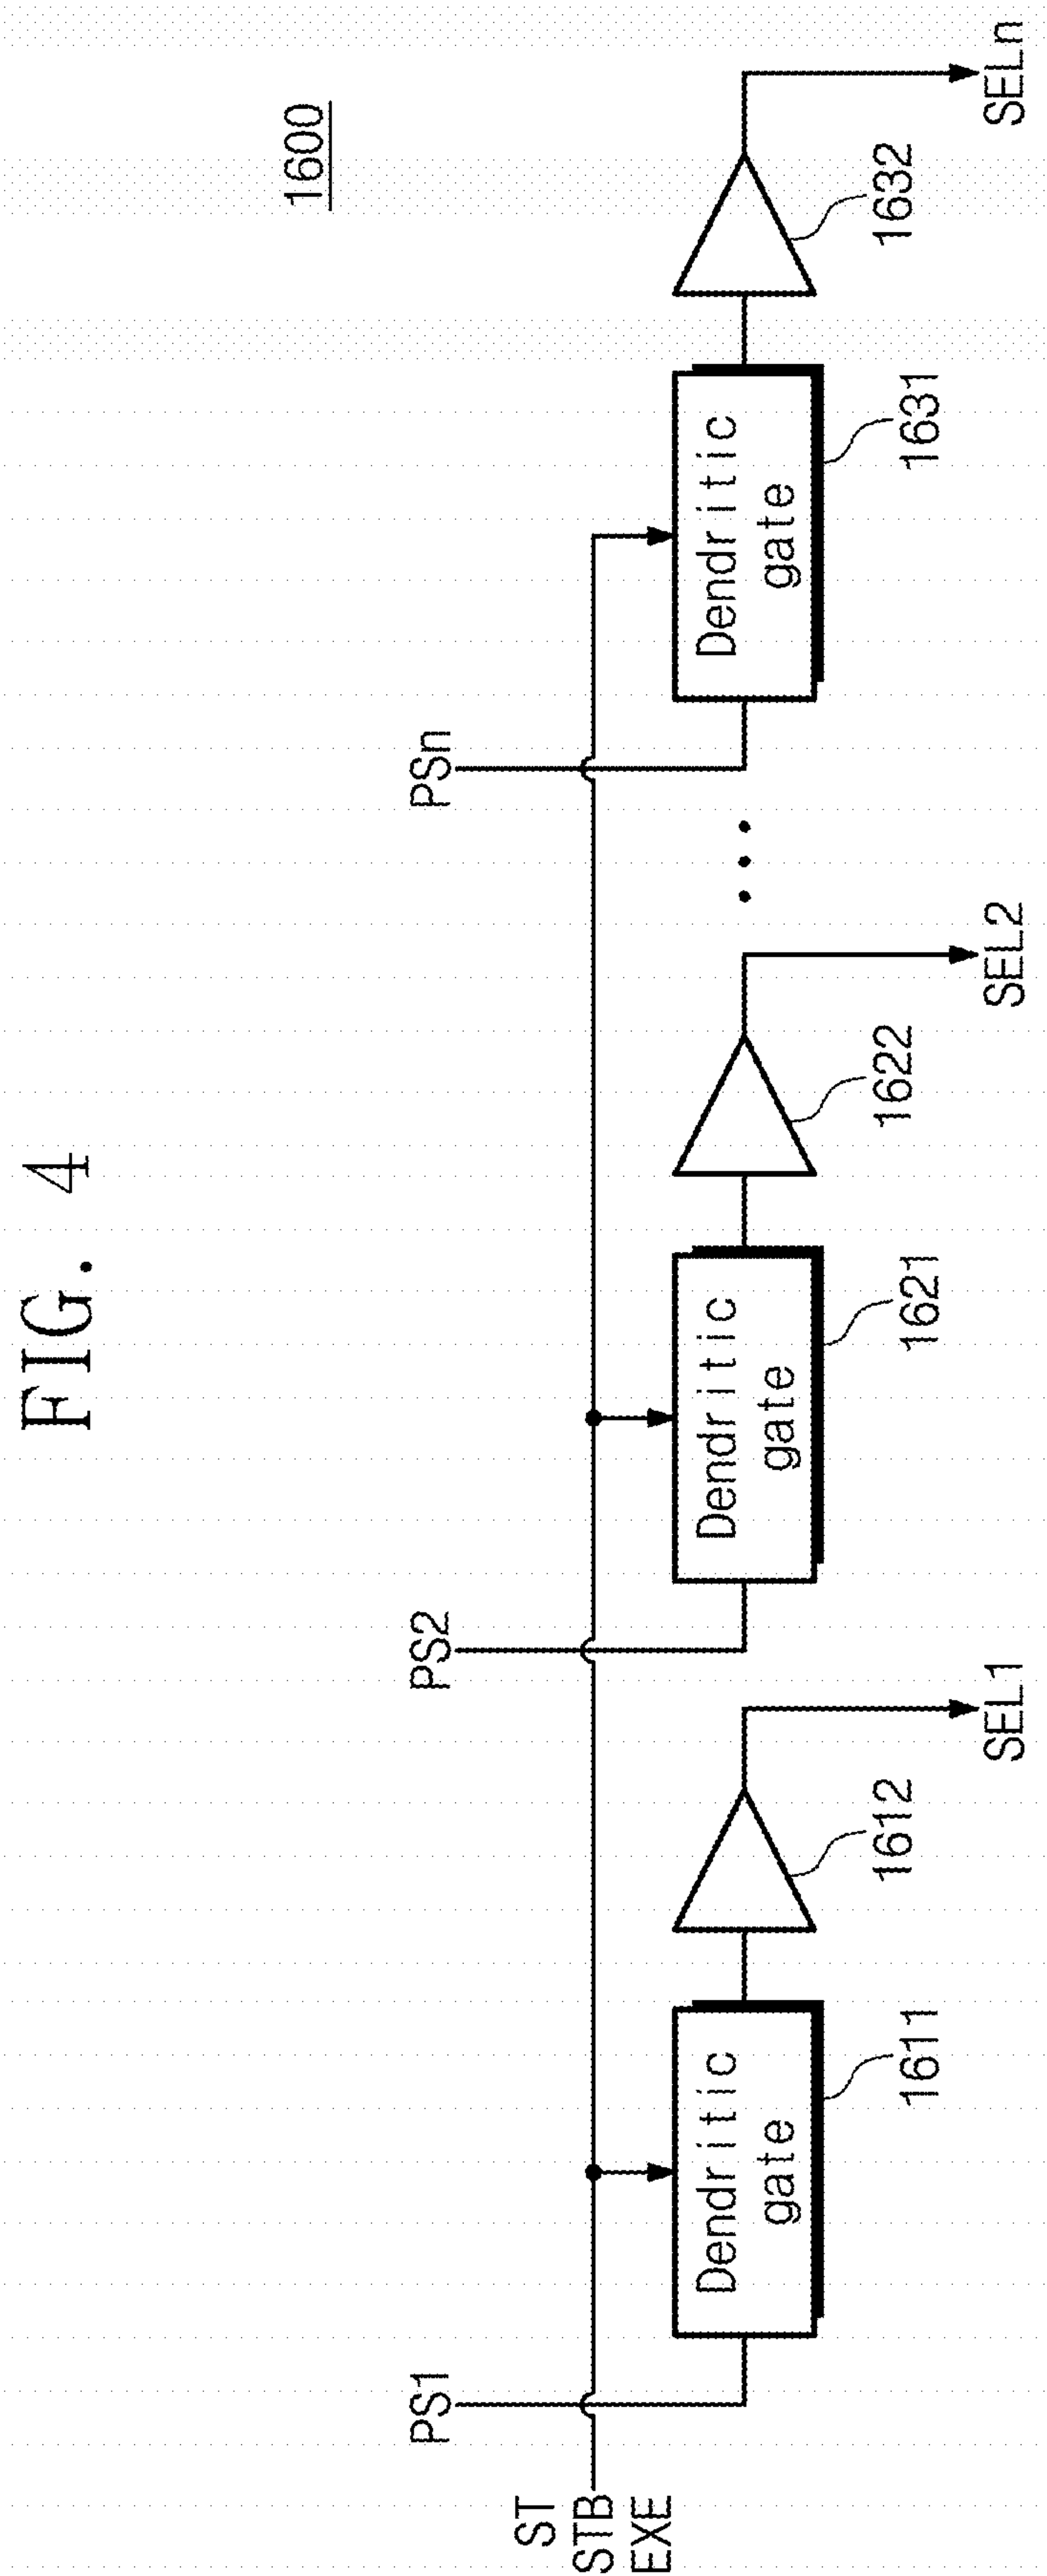 FIG. 4
1600
PS1
PS2
PSn
ST
STB
EXE
Dendritic
gate
Dendritic
gate
Dendritic
gate
1611
1612
1621
1622
1631
1632
SEL1
SEL2
SELn